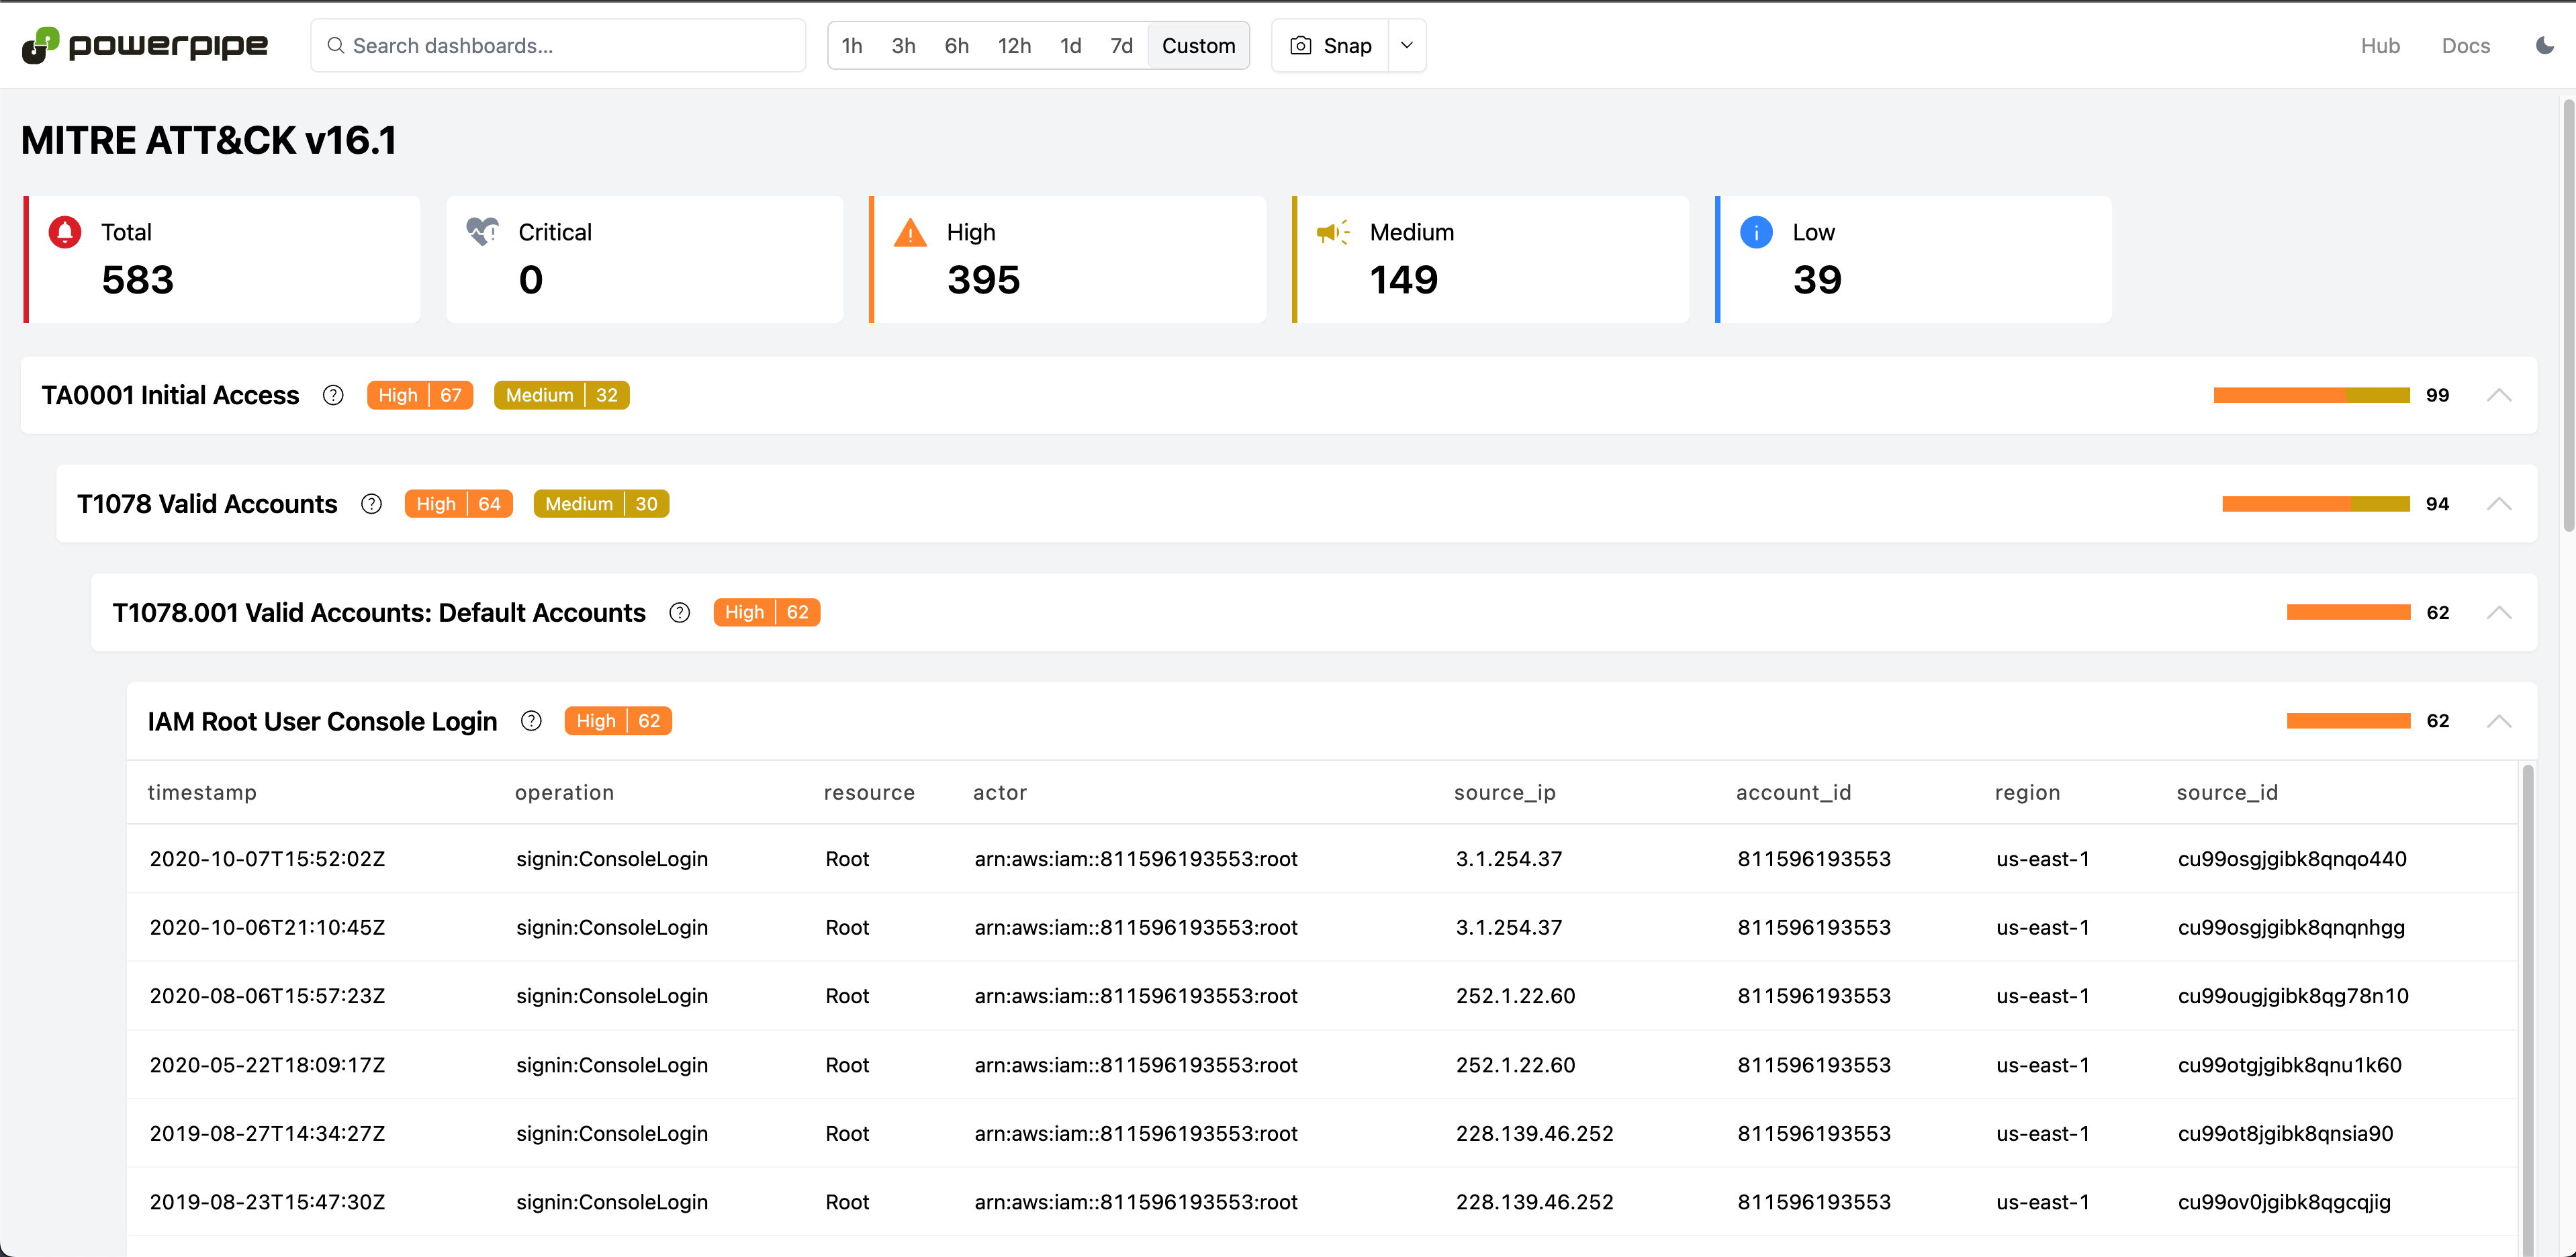 powerpipe Search dashboards... 1h 3h 6h 12h 1d 7d Custom Snap Hub Docs
MITRE ATT&CK v16.1
Total
583
Critical
0
High
395
Medium
149
Low
39
TA0001 Initial Access High 67 Medium 32 99
T1078 Valid Accounts High 64 Medium 30 94
T1078.001 Valid Accounts: Default Accounts High 62 62
IAM Root User Console Login High 62 62
timestamp operation resource actor source_ip account_id region source_id
2020-10-07T15:52:02Z signin:ConsoleLogin Root arn:aws:iam::811596193553:root 3.1.254.37 811596193553 us-east-1 cu99osgjgibk8qnqo440
2020-10-06T21:10:45Z signin:ConsoleLogin Root arn:aws:iam::811596193553:root 3.1.254.37 811596193553 us-east-1 cu99osgjgibk8qnqnhgg
2020-08-06T15:57:23Z signin:ConsoleLogin Root arn:aws:iam::811596193553:root 252.1.22.60 811596193553 us-east-1 cu99ougjgibk8qg78n10
2020-05-22T18:09:17Z signin:ConsoleLogin Root arn:aws:iam::811596193553:root 252.1.22.60 811596193553 us-east-1 cu99otgjgibk8qnu1k60
2019-08-27T14:34:27Z signin:ConsoleLogin Root arn:aws:iam::811596193553:root 228.139.46.252 811596193553 us-east-1 cu99ot8jgibk8qnsia90
2019-08-23T15:47:30Z signin:ConsoleLogin Root arn:aws:iam::811596193553:root 228.139.46.252 811596193553 us-east-1 cu99ov0jgibk8qgcqjig